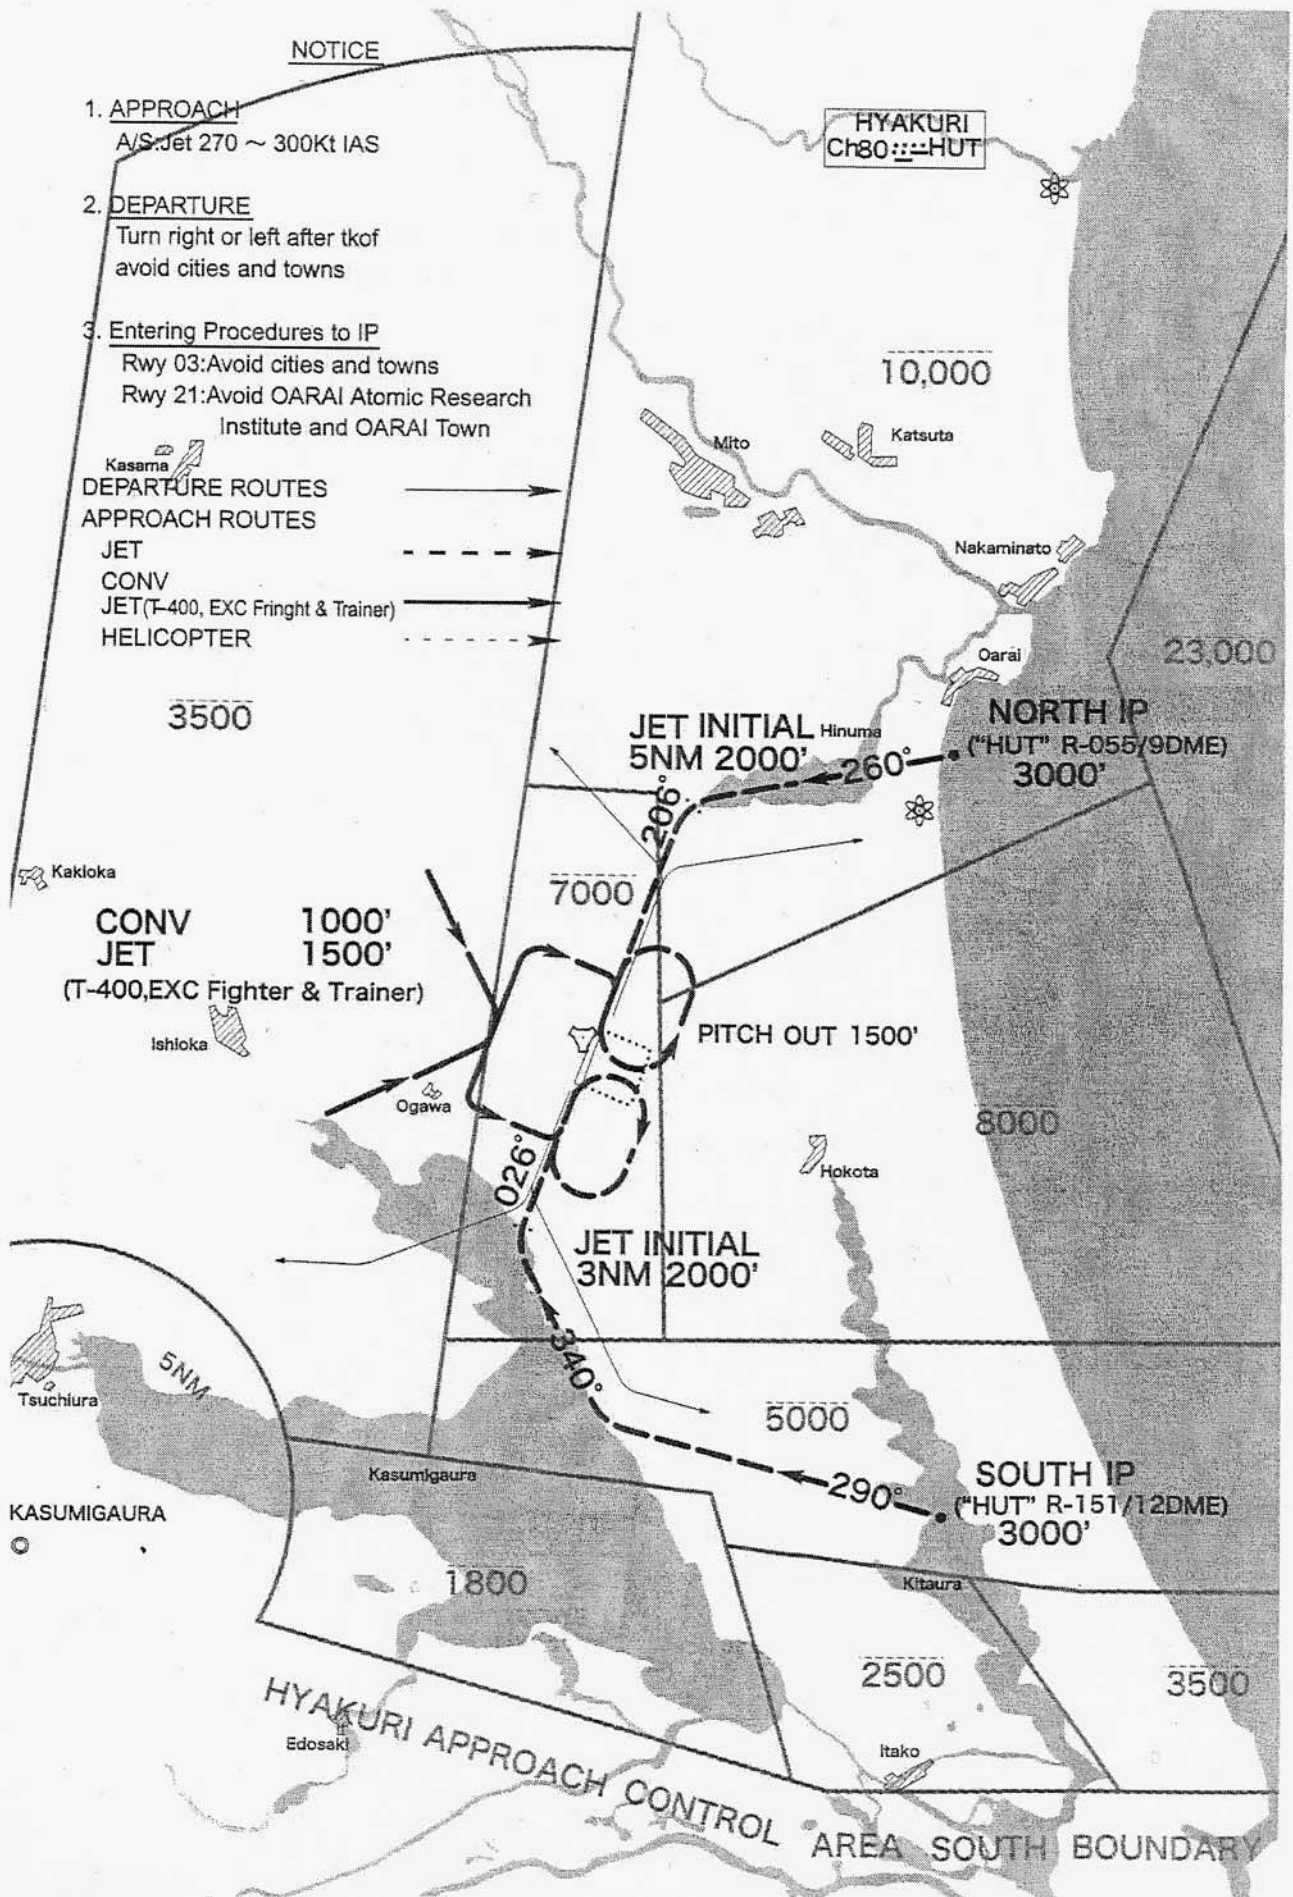 NOTICE
1. APPROACH
A/S:Jet 270 ～ 300Kt IAS
2. DEPARTURE
Turn right or left after tkof
avoid cities and towns
3. Entering Procedures to IP
Rwy 03:Avoid cities and towns
Rwy 21:Avoid OARAI Atomic Research
Institute and OARAI Town
Kasama
DEPARTURE ROUTES
APPROACH ROUTES
JET
CONV
JET(T-400, EXC Fringht & Trainer)
HELICOPTER
HYAKURI
Ch80 HUT
10,000
Mito
Katsuta
Nakaminato
Oarai
23,000
3500
JET INITIAL
5NM 2000'
Hinuma
260°
NORTH IP
("HUT" R-055/9DME)
3000'
206°
Kakioka
7000
CONV 1000'
JET 1500'
(T-400,EXC Fighter & Trainer)
Ishioka
PITCH OUT 1500'
Ogawa
8000
Hokota
026°
JET INITIAL
3NM 2000'
340°
5NM
Tsuchiura
5000
Kasumigaura
290°
SOUTH IP
("HUT" R-151/12DME)
3000'
KASUMIGAURA
1800
Kitaura
2500
3500
Edosaki
Itako
HYAKURI APPROACH CONTROL AREA SOUTH BOUNDARY